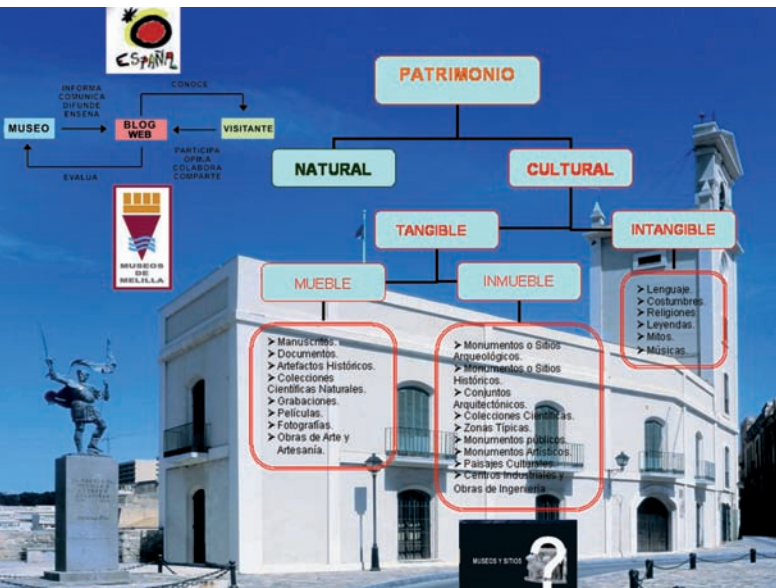 ESPAÑA
INFORMA
COMUNICA
DIFUNDE
ENSENA
CONOCE
MUSEO
BLOG
WEB
VISITANTE
EVALUA
PARTICIPA
OPINA
COLABORA
COMPARTE
MUSEOS
DE
MELILLA
PATRIMONIO
NATURAL
CULTURAL
TANGIBLE
INTANGIBLE
MUEBLE
INMUEBLE
➤ Manuscritos.
➤ Documentos.
➤ Artefactos Históricos.
➤ Colecciones
Científicas Naturales.
➤ Grabaciones.
➤ Películas.
➤ Fotografías.
➤ Obras de Arte y
Artesanía.
➤ Monumentos o Sitios
Arqueológicos.
➤ Monumentos o Sitios
Históricos.
➤ Conjuntos
Arquitectónicos.
➤ Colecciones Científicas.
➤ Zonas Típicas.
➤ Monumentos públicos.
➤ Monumentos Artísticos.
➤ Paisajes Culturales.
➤ Centros Industriales y
Obras de Ingeniería
➤ Lenguaje.
➤ Costumbres.
➤ Religiones
➤ Leyendas.
➤ Mitos.
➤ Músicas.
MUSEOS Y SITIOS
?